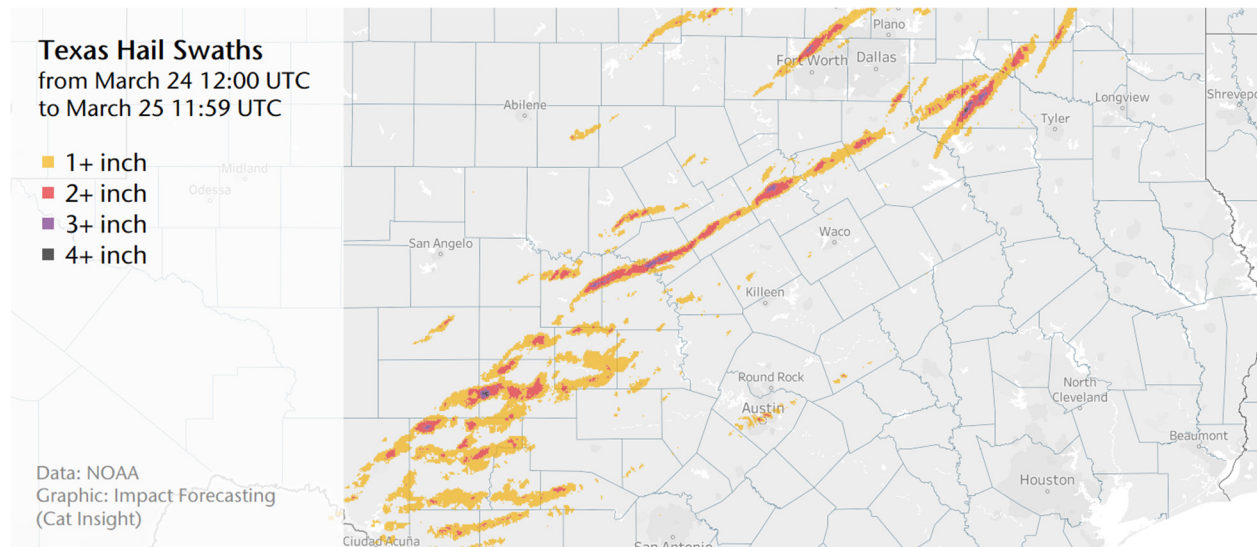 Texas Hail Swaths
from March 24 12:00 UTC
to March 25 11:59 UTC
1+ inch
2+ inch
3+ inch
4+ inch
Data: NOAA
Graphic: Impact Forecasting
(Cat Insight)
Plano
Fort Worth
Dallas
Abilene
Longview
Shrevepo
Tyler
Midland
Odessa
San Angelo
Waco
Killeen
Round Rock
Austin
North
Cleveland
Beaumont
Houston
Ciudad Acuña
San Antonio